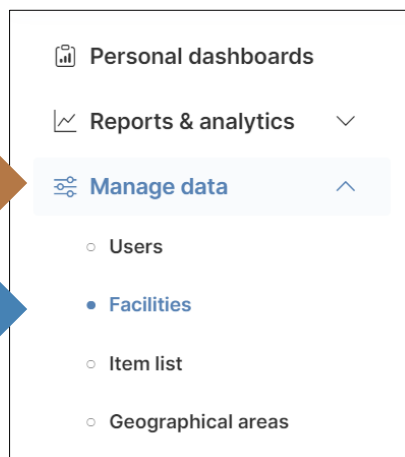 Personal dashboards
Reports & analytics
Manage data
Users
Facilities
Item list
Geographical areas